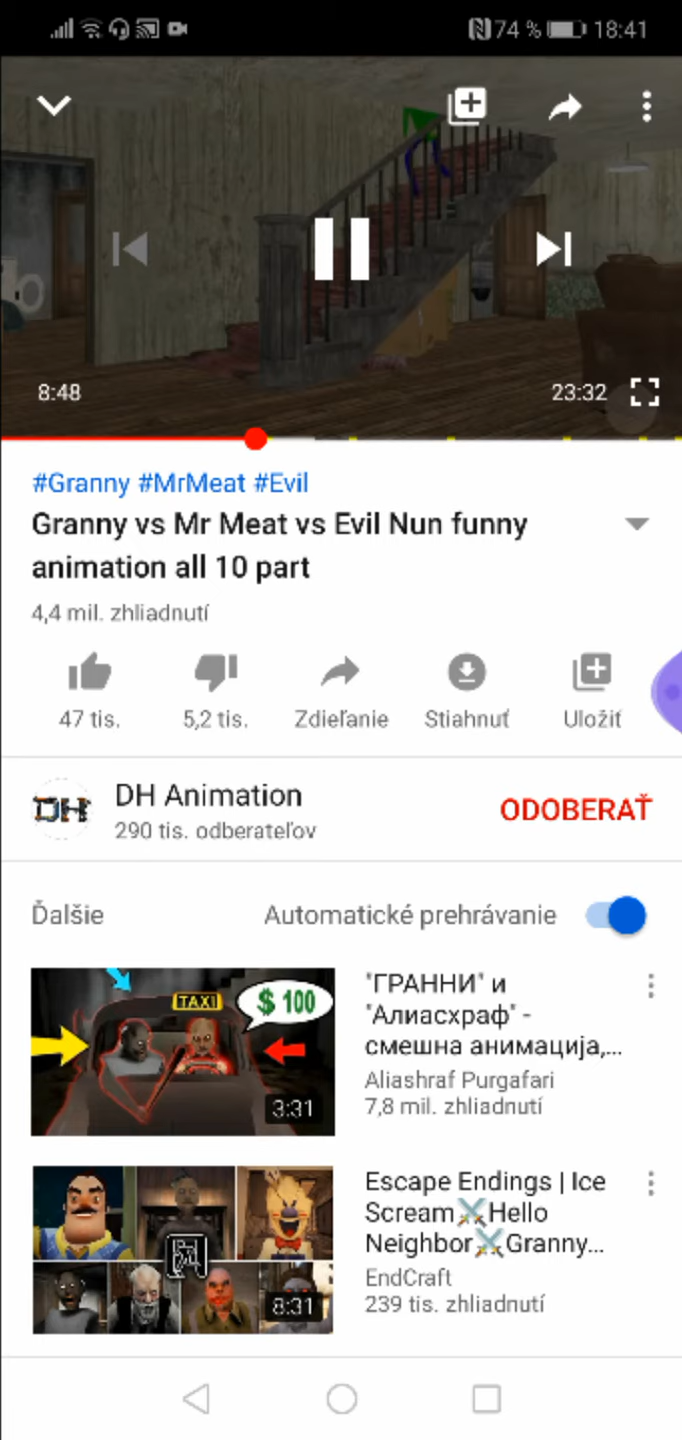 74 % 18:41
8:48 23:32
#Granny #MrMeat #Evil
Granny vs Mr Meat vs Evil Nun funny
animation all 10 part
4,4 mil. zhliadnutí
47 tis. 5,2 tis. Zdieľanie Stiahnuť Uložiť
DH
DH Animation
290 tis. odberateľov
ODOBERAŤ
Ďalšie Automatické prehrávanie
TAXI
$ 100
3:31
"ГРАННИ" и
"Алиасхраф" -
смешна анимација,...
Aliashraf Purgafari
7,8 mil. zhliadnutí
8:31
Escape Endings | Ice
Scream⚔️Hello
Neighbor⚔️Granny...
EndCraft
239 tis. zhliadnutí